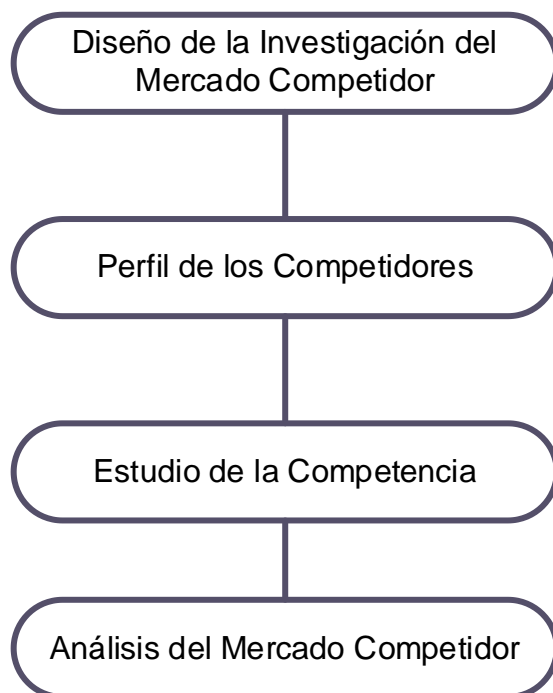 Diseño de la Investigación del
Mercado Competidor
Perfil de los Competidores
Estudio de la Competencia
Análisis del Mercado Competidor